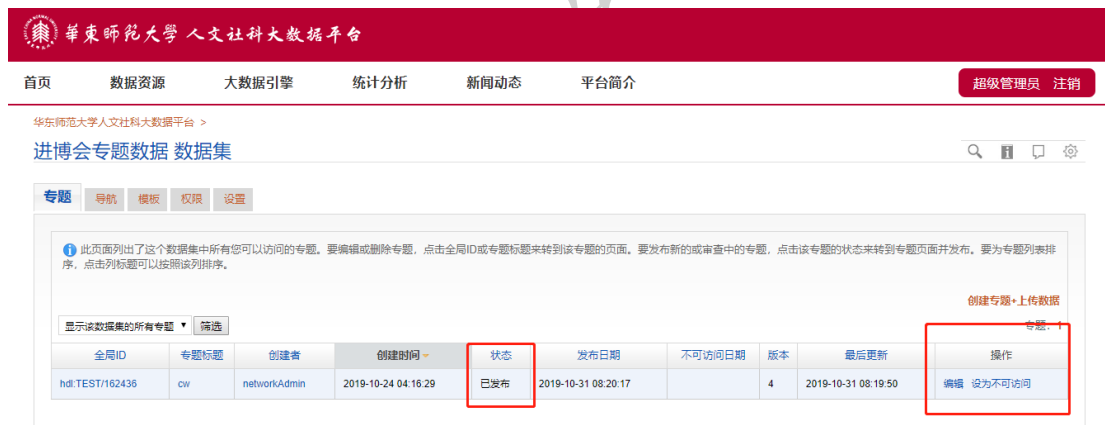 華東師範大學 人文社科大数据平台
首页 数据资源 大数据引擎 统计分析 新闻动态 平台简介 超级管理员 注销
华东师范大学人文社科大数据平台 >
进博会专题数据 数据集
专题 导航 模板 权限 设置
此页面列出了这个数据集中所有您可以访问的专题。要编辑或删除专题，点击全局ID或专题标题来转到该专题的页面。要发布新的或审查中的专题，点击该专题的状态来转到专题页面并发布。要为专题列表排
序，点击列标题可以按照该列排序。
创建专题+上传数据
显示该数据集的所有专题 筛选 专题: 1
全局ID 专题标题 创建者 创建时间 状态 发布日期 不可访问日期 版本 最后更新 操作
hdl:TEST/162436 cw networkAdmin 2019-10-24 04:16:29 已发布 2019-10-31 08:20:17 4 2019-10-31 08:19:50 编辑 设为不可访问